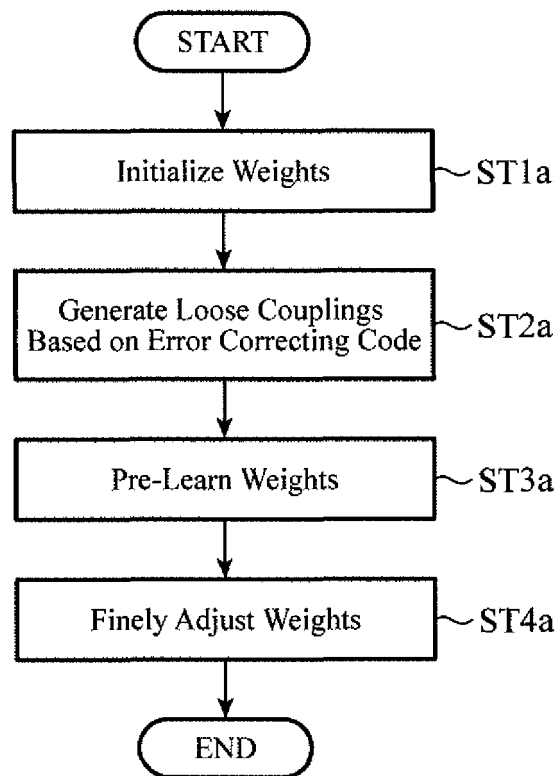 START
Initialize Weights
ST1a
Generate Loose Couplings
Based on Error Correcting Code
ST2a
Pre-Learn Weights
ST3a
Finely Adjust Weights
ST4a
END